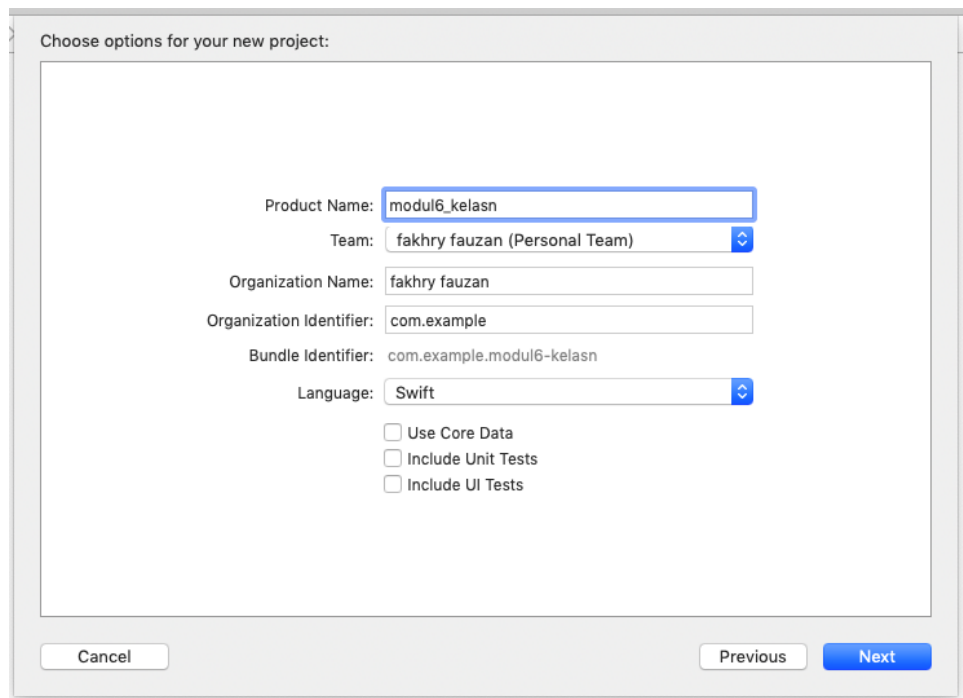 Choose options for your new project:
Product Name: modul6_kelasn
Team: fakhry fauzan (Personal Team)
Organization Name: fakhry fauzan
Organization Identifier: com.example
Bundle Identifier: com.example.modul6-kelasn
Language: Swift
Use Core Data
Include Unit Tests
Include UI Tests
Cancel Previous Next